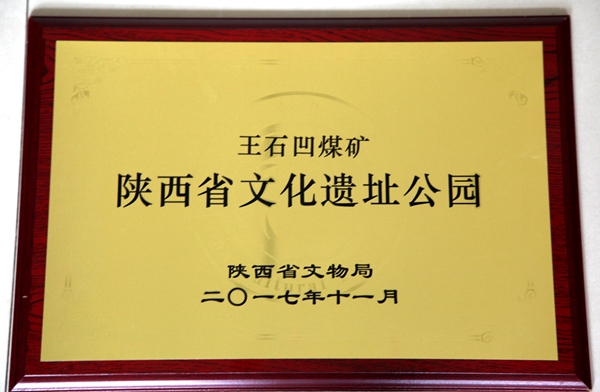 王石凹煤矿
陕西省文化遗址公园
陕西省文物局
二〇一七年十一月